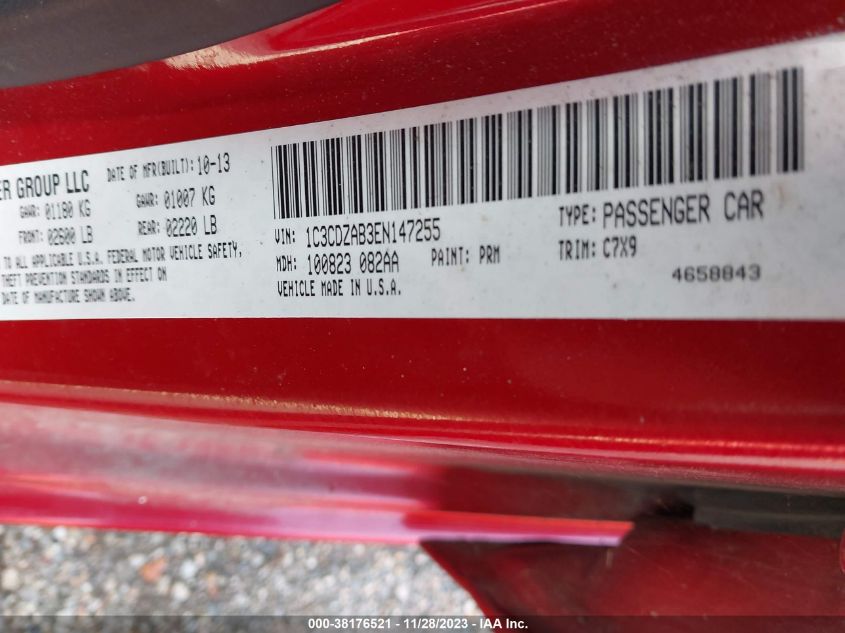 ER GROUP LLC DATE OF MFR(BUILT): 10-13
GAWR: 01180 KG GAWR: 01007 KG
FRONT: 02600 LB REAR: 02220 LB
TO ALL APPLICABLE U.S.A. FEDERAL MOTOR VEHICLE SAFETY,
THEFT PREVENTION STANDARDS IN EFFECT ON
DATE OF MANUFACTURE SHOWN ABOVE.
VIN: 1C3CDZAB3EN147255 TYPE: PASSENGER CAR
MDH: 100823 082AA PAINT: PRM TRIM: C7X9
VEHICLE MADE IN U.S.A. 4658843
000-38176521 - 11/28/2023 - IAA Inc.